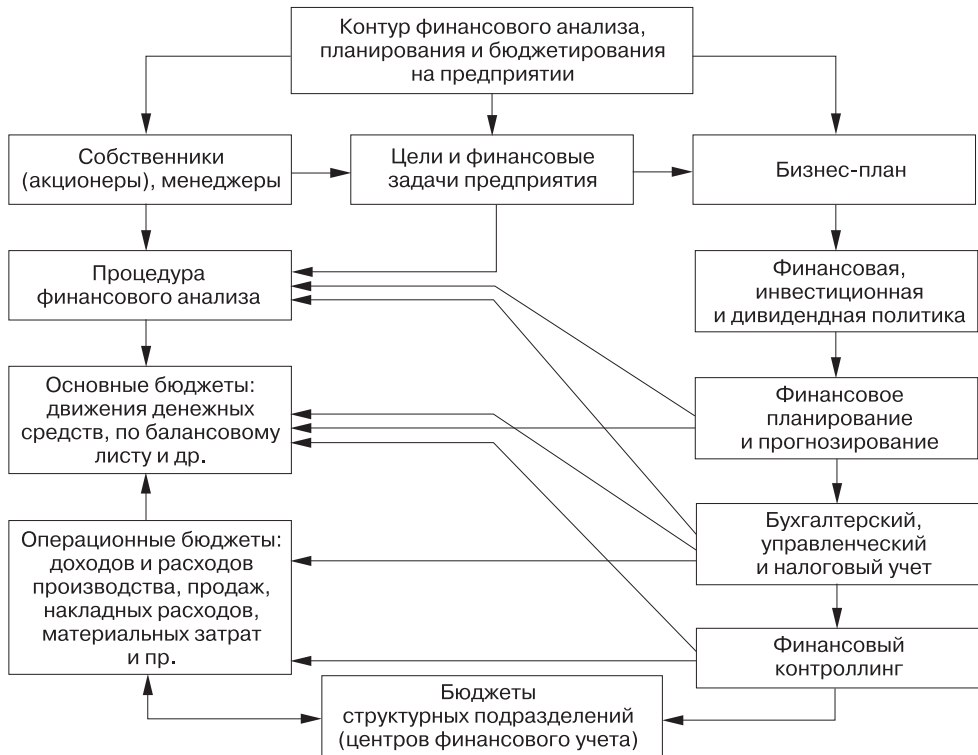 Контур финансового анализа,
планирования и бюджетирования
на предприятии
Собственники
(акционеры), менеджеры
Цели и финансовые
задачи предприятия
Бизнес-план
Процедура
финансового анализа
Финансовая,
инвестиционная
и дивидендная политика
Основные бюджеты:
движения денежных
средств, по балансовому
листу и др.
Финансовое
планирование
и прогнозирование
Операционные бюджеты:
доходов и расходов
производства, продаж,
накладных расходов,
материальных затрат
и пр.
Бухгалтерский,
управленческий
и налоговый учет
Финансовый
контроллинг
Бюджеты
структурных подразделений
(центров финансового учета)